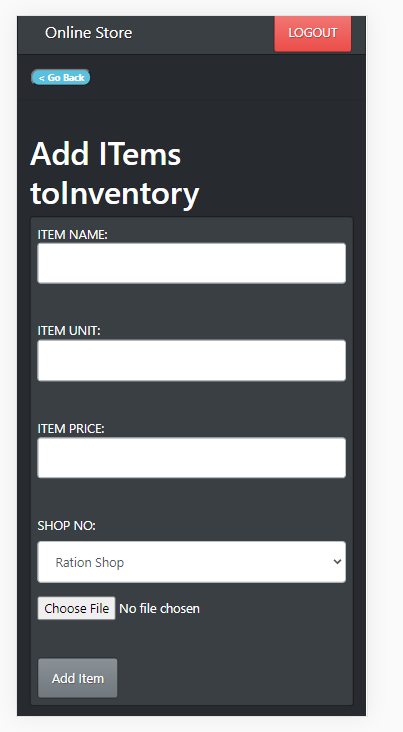 Online Store
LOGOUT
< Go Back
Add ITems
toInventory
ITEM NAME:
ITEM UNIT:
ITEM PRICE:
SHOP NO:
Ration Shop
Choose File No file chosen
Add Item